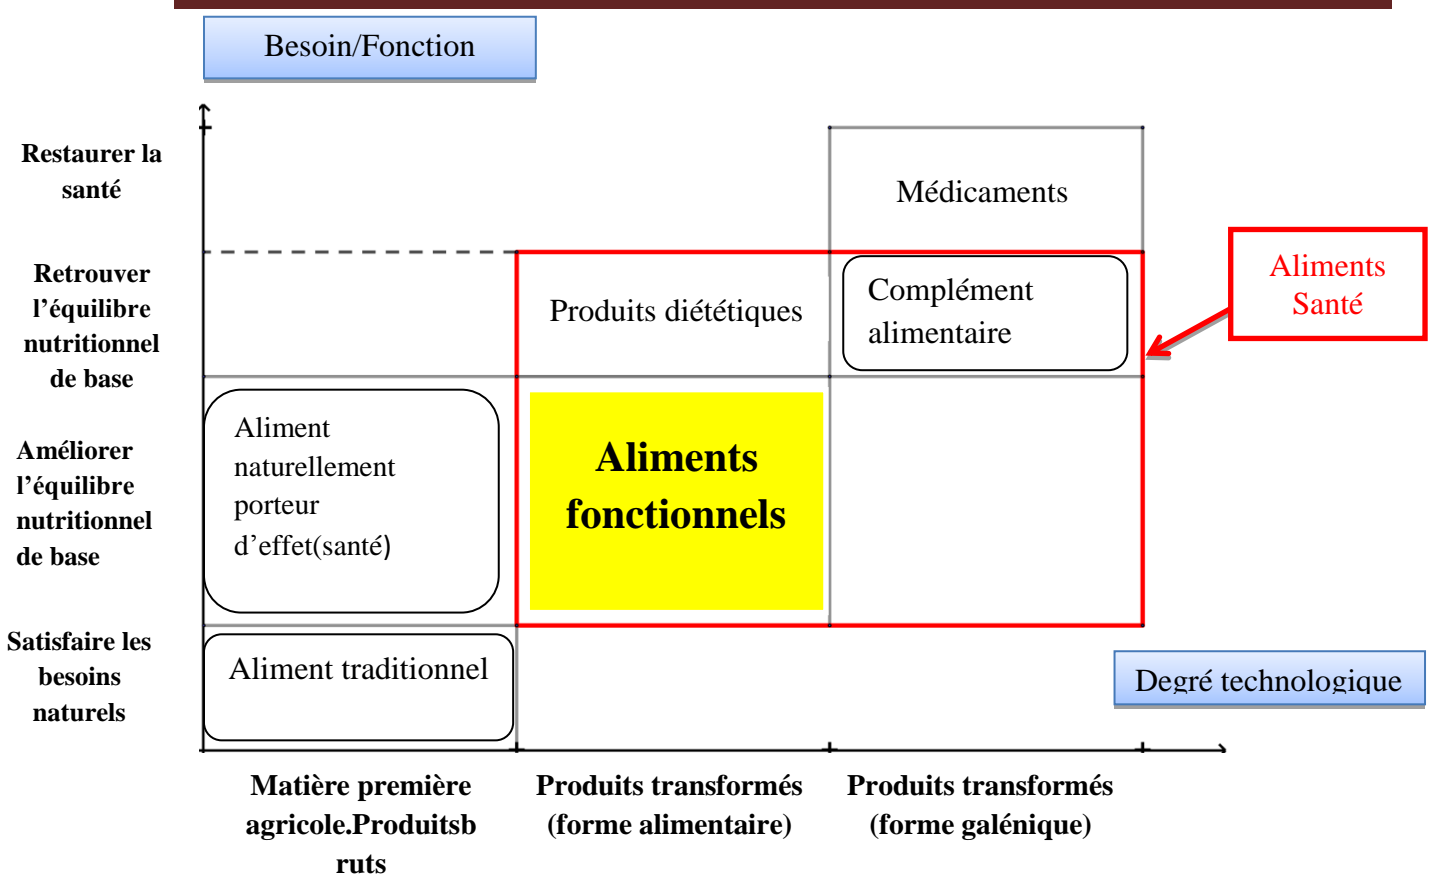 Besoin/Fonction
Restaurer la
santé
Médicaments
Retrouver
l’équilibre
nutritionnel
de base
Produits diététiques
Complément
alimentaire
Aliments
Santé
Améliorer
l’équilibre
nutritionnel
de base
Aliment
naturellement
porteur
d’effet(santé)
Aliments
fonctionnels
Satisfaire les
besoins
naturels
Aliment traditionnel
Degré technologique
Matière première
agricole.Produitsb
ruts
Produits transformés
(forme alimentaire)
Produits transformés
(forme galénique)